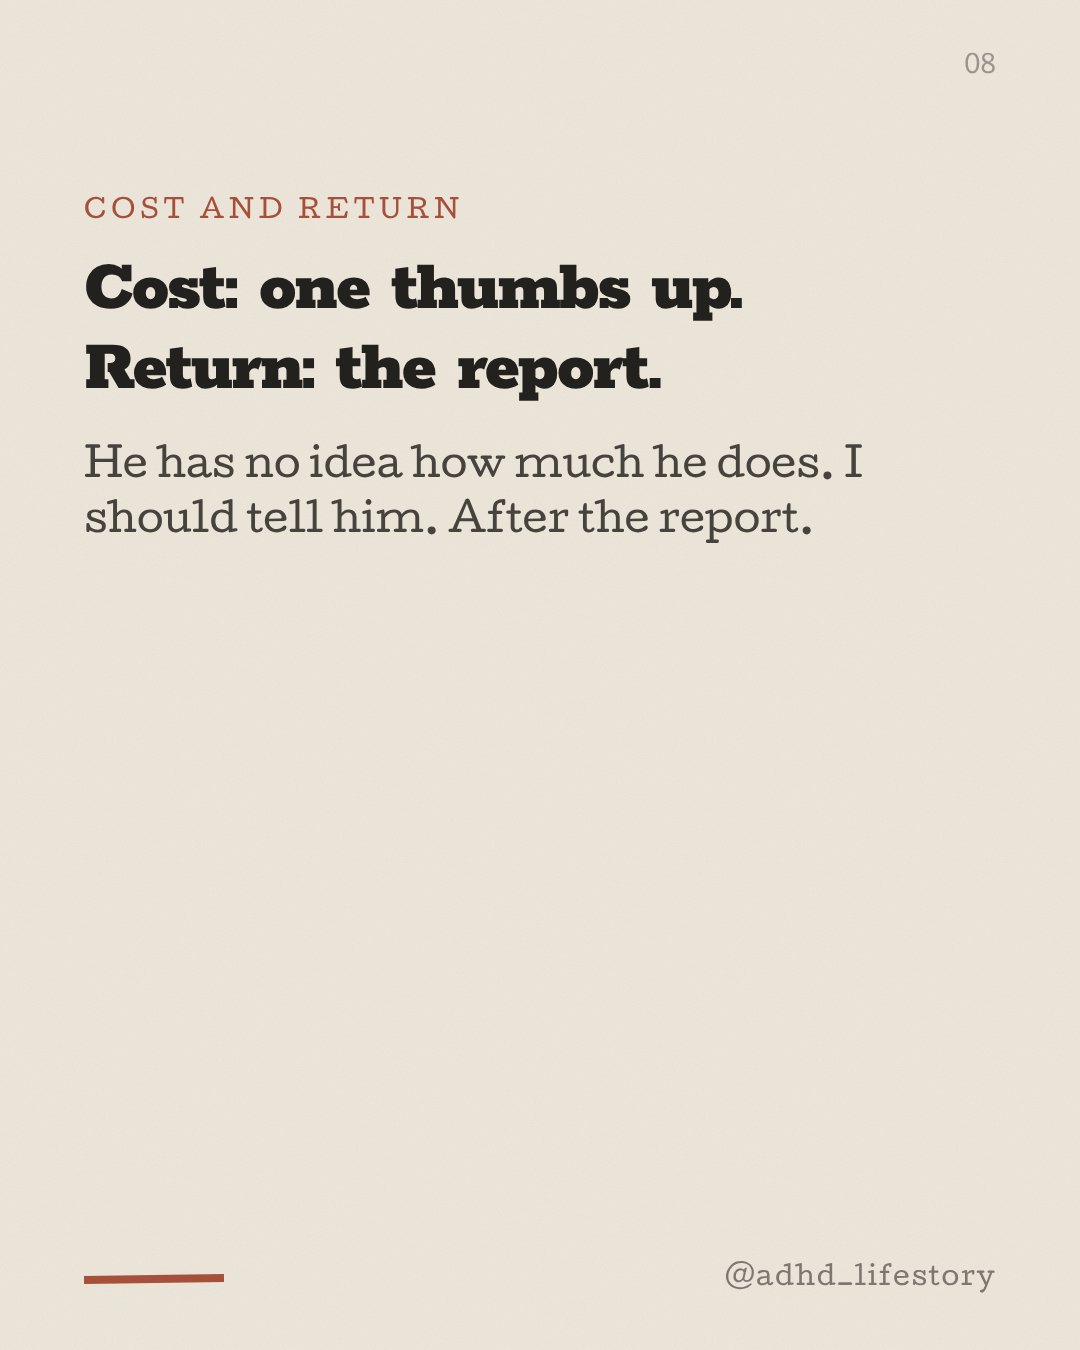 08
COST AND RETURN
Cost: one thumbs up.
Return: the report.
He has no idea how much he does. I
should tell him. After the report.
@adhd_lifestory